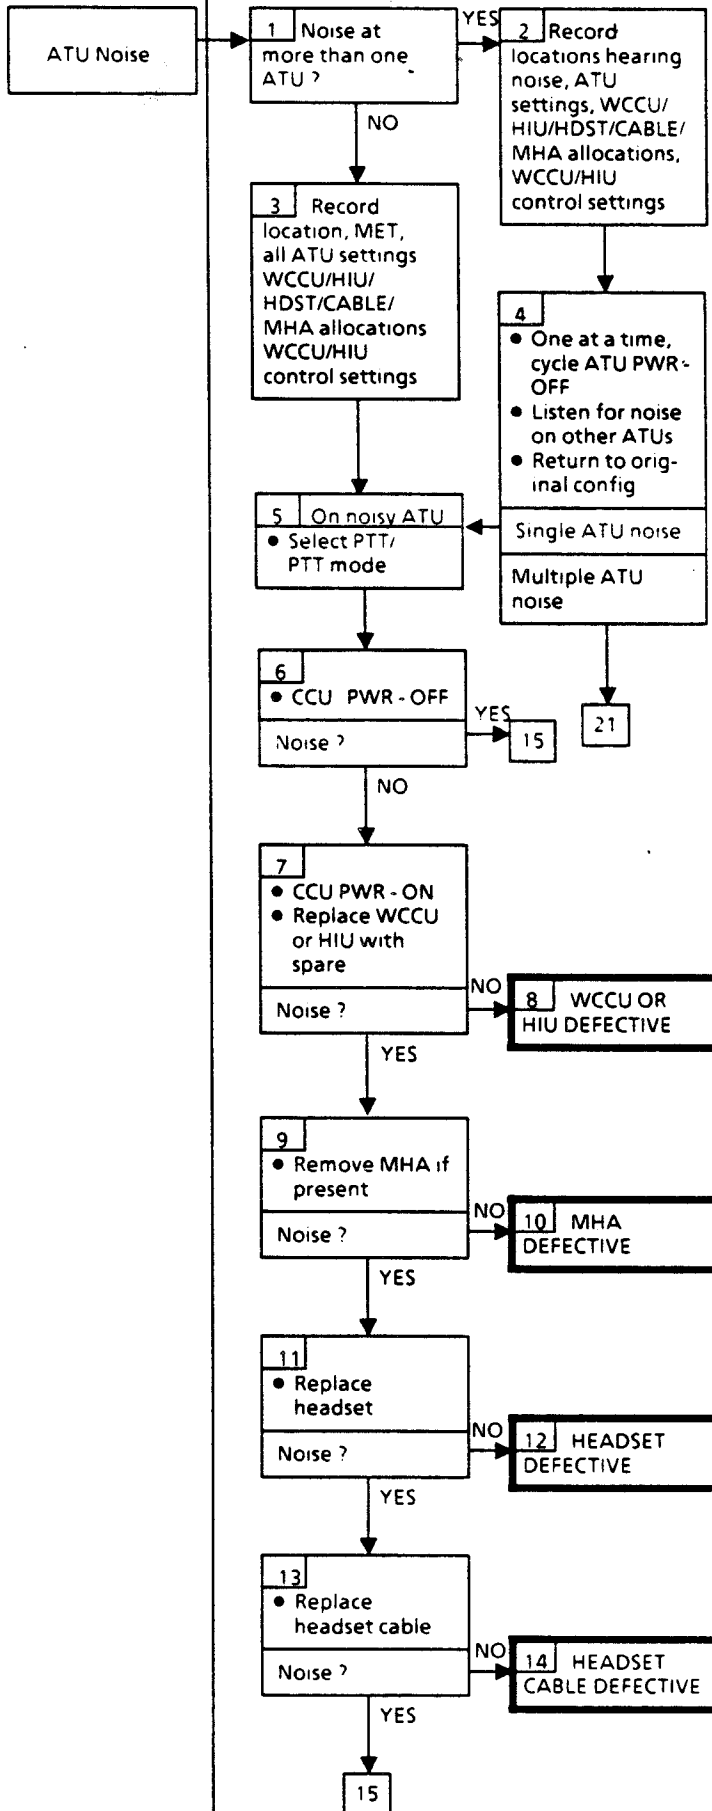 ATU Noise
1 Noise at
more than one
ATU ?
YES
NO
2 Record
locations hearing
noise, ATU
settings, WCCU/
HIU/HDST/CABLE/
MHA allocations,
WCCU/HIU
control settings
3 Record
location, MET,
all ATU settings
WCCU/HIU/
HDST/CABLE/
MHA allocations
WCCU/HIU
control settings
4
• One at a time,
cycle ATU PWR -
OFF
• Listen for noise
on other ATUs
• Return to orig-
inal config
Single ATU noise
Multiple ATU
noise
21
5 On noisy ATU
• Select PTT/
PTT mode
6
• CCU PWR - OFF
Noise ?
YES
15
NO
7
• CCU PWR - ON
• Replace WCCU
or HIU with
spare
Noise ?
NO
8 WCCU OR
HIU DEFECTIVE
YES
9
• Remove MHA if
present
Noise ?
NO
10 MHA
DEFECTIVE
YES
11
• Replace
headset
Noise ?
NO
12 HEADSET
DEFECTIVE
YES
13
• Replace
headset cable
Noise ?
NO
14 HEADSET
CABLE DEFECTIVE
YES
15